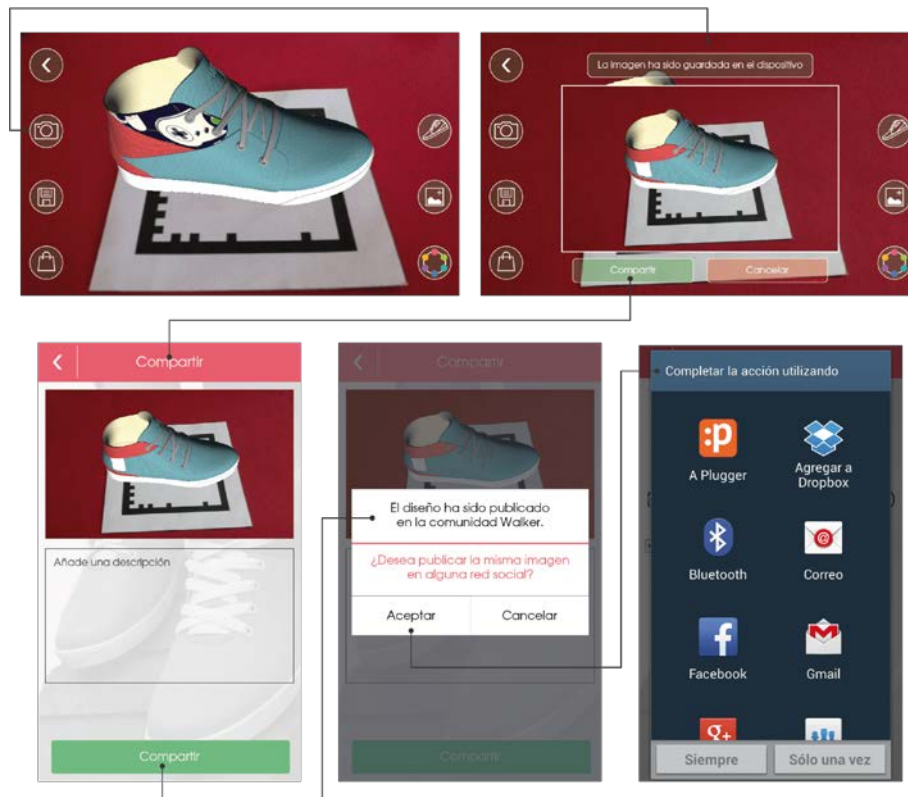 La imagen ha sido guardada en el dispositivo
Compartir
Cancelar
Compartir
Añade una descripción
Compartir
Compartir
El diseño ha sido publicado
en la comunidad Walker.
¿Desea publicar la misma imagen
en alguna red social?
Aceptar
Cancelar
Compartir
Completar la acción utilizando
:p
A Plugger
Agregar a
Dropbox
Bluetooth
@
Correo
f
Facebook
M
Gmail
g+
Siempre
Sólo una vez